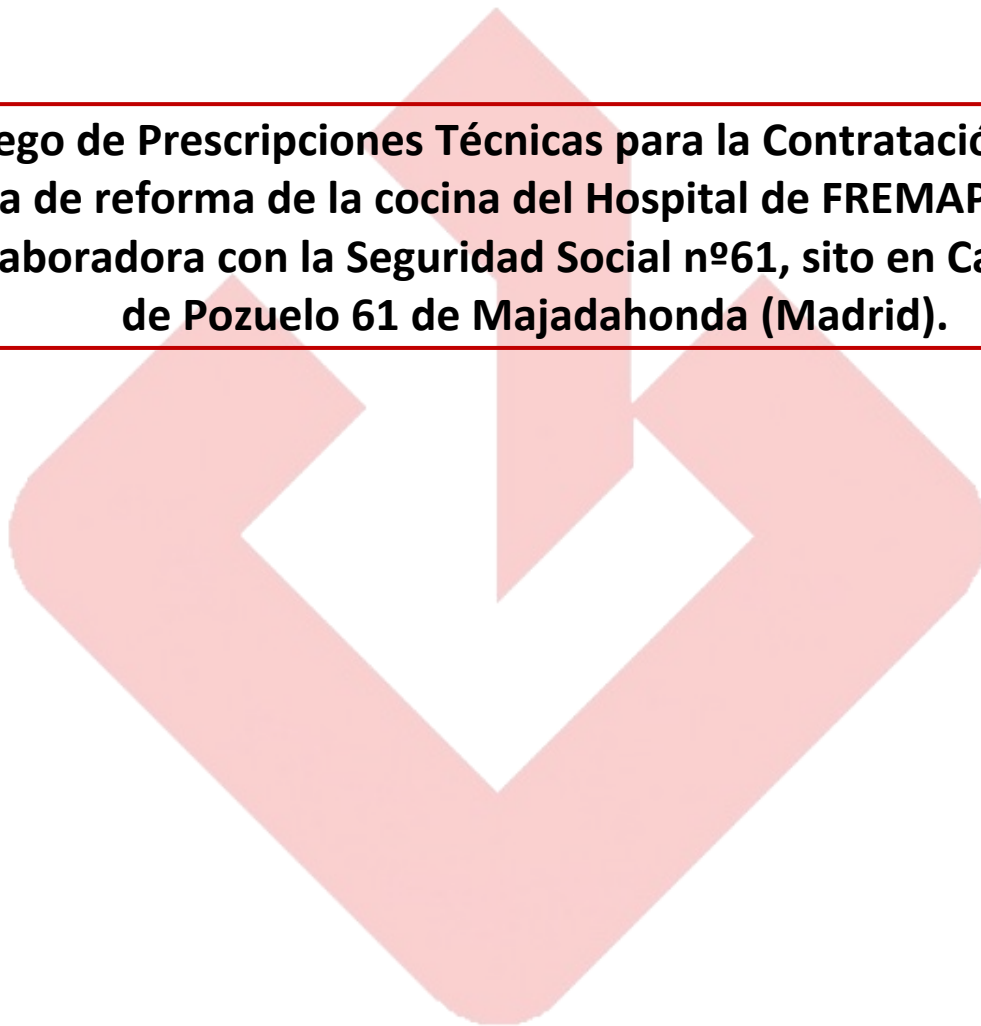 ego de Prescripciones Técnicas para la Contratació
a de reforma de la cocina del Hospital de FREMAP
aboradora con la Seguridad Social nº61, sito en Ca
de Pozuelo 61 de Majadahonda (Madrid).